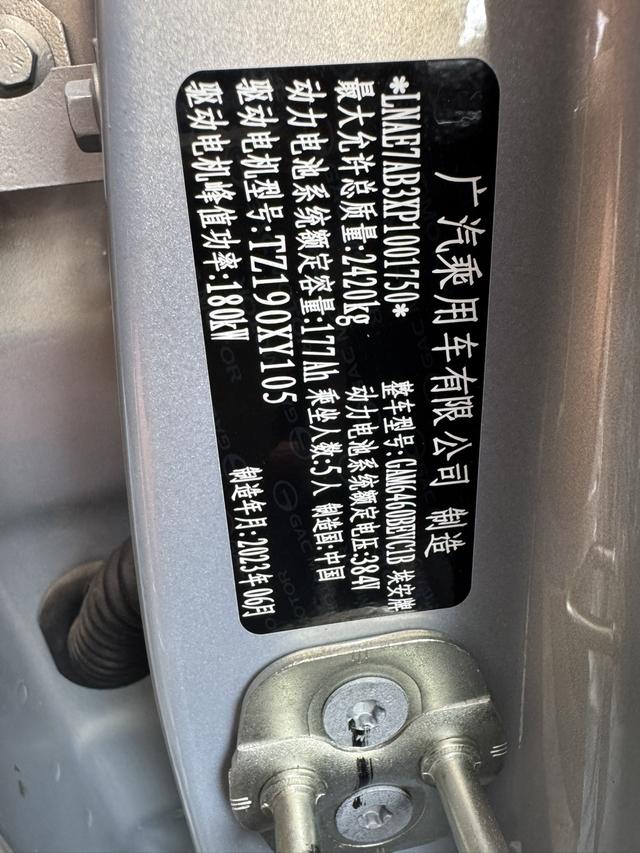 广汽乘用车有限公司 制造
*LNAE7AB3XP1001750* 整车型号:GAM6460BEVC1B 埃安牌
最大允许总质量:2420kg 动力电池系统额定电压:384V
动力电池系统额定容量:177Ah 乘坐人数:5人 制造国:中国
驱动电机型号:TZ190XY105
驱动电机峰值功率:180kW 制造年月:2023年06月